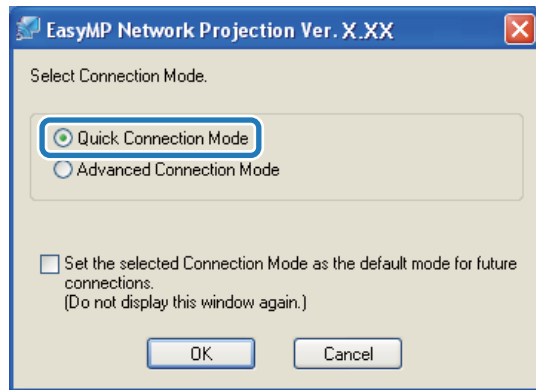 EasyMP Network Projection Ver. X.XX
Select Connection Mode.
Quick Connection Mode
Advanced Connection Mode
Set the selected Connection Mode as the default mode for future
connections.
(Do not display this window again.)
OK Cancel